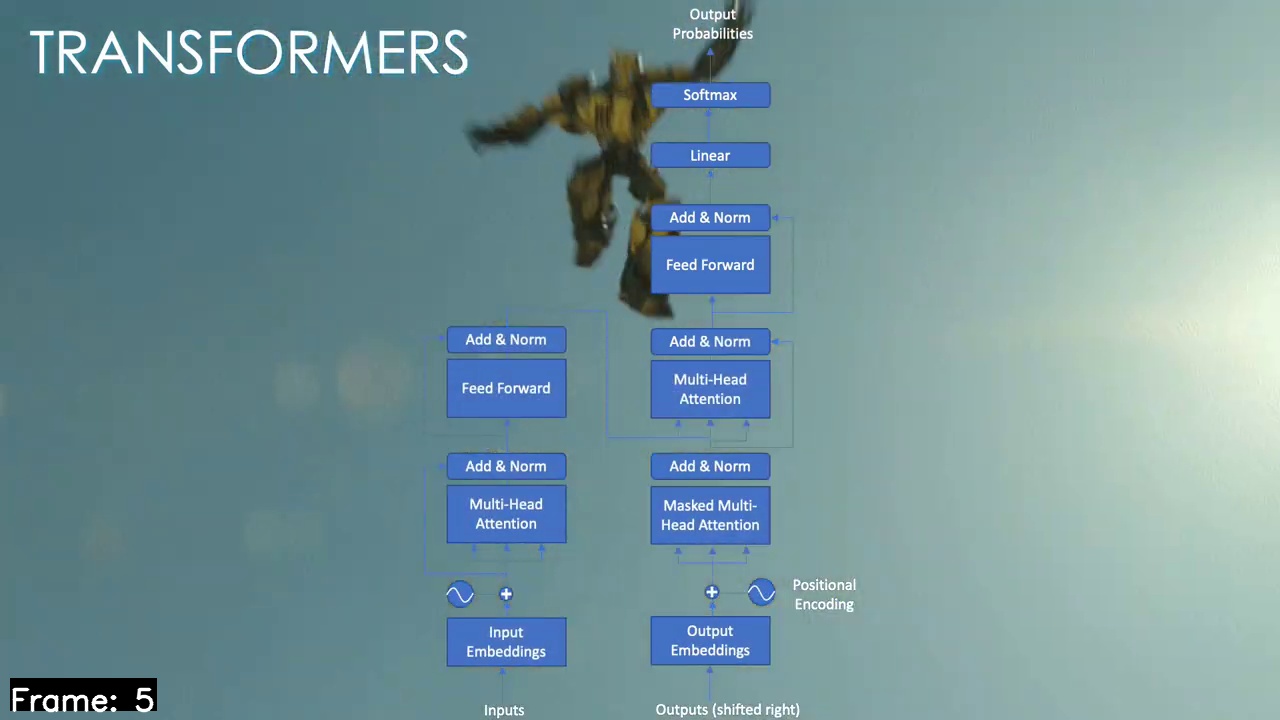 TRANSFORMERS
Output
Probabilities
Softmax
Linear
Add & Norm
Feed Forward
Add & Norm
Multi-Head
Attention
Add & Norm
Masked Multi-
Head Attention
Positional
Encoding
Output
Embeddings
Outputs (shifted right)
Add & Norm
Feed Forward
Add & Norm
Multi-Head
Attention
Input
Embeddings
Inputs
Frame: 5